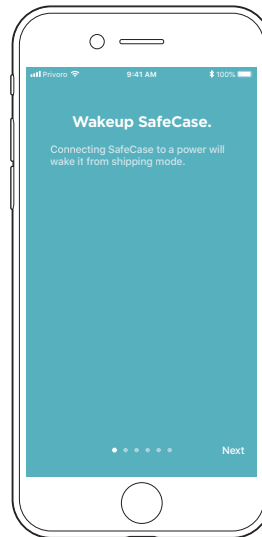 Privoro 9:41 AM 100%
Wakeup SafeCase.
Connecting SafeCase to a power will
wake it from shipping mode.
Next